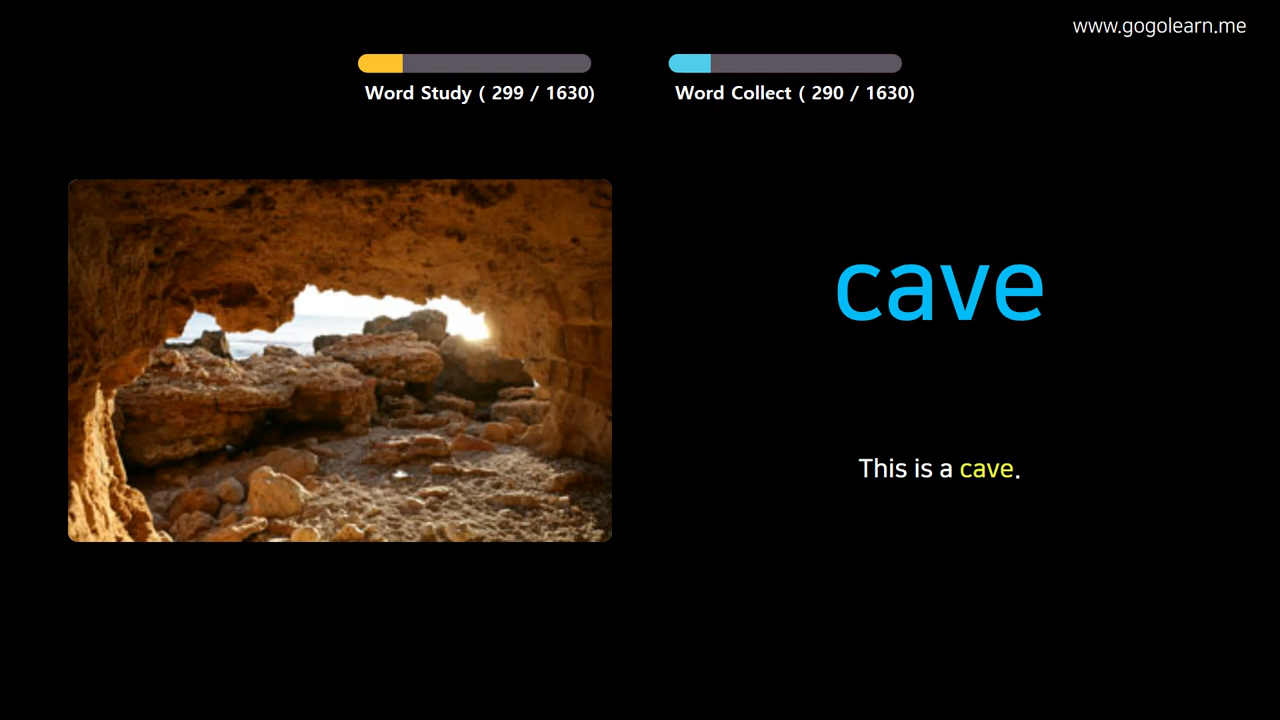 www.gogolearn.me
Word Study ( 299 / 1630)
Word Collect ( 290 / 1630)
cave
This is a cave.